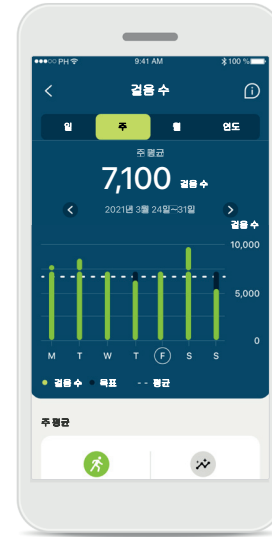 PH 9:41 AM 100 %
걸음 수
일 주 월 연도
주 평균
7,100 걸음 수
2021년 3월 24일~31일
걸음 수
10,000
5,000
0
M T W T F S S
걸음 수 목표 평균
주 평균